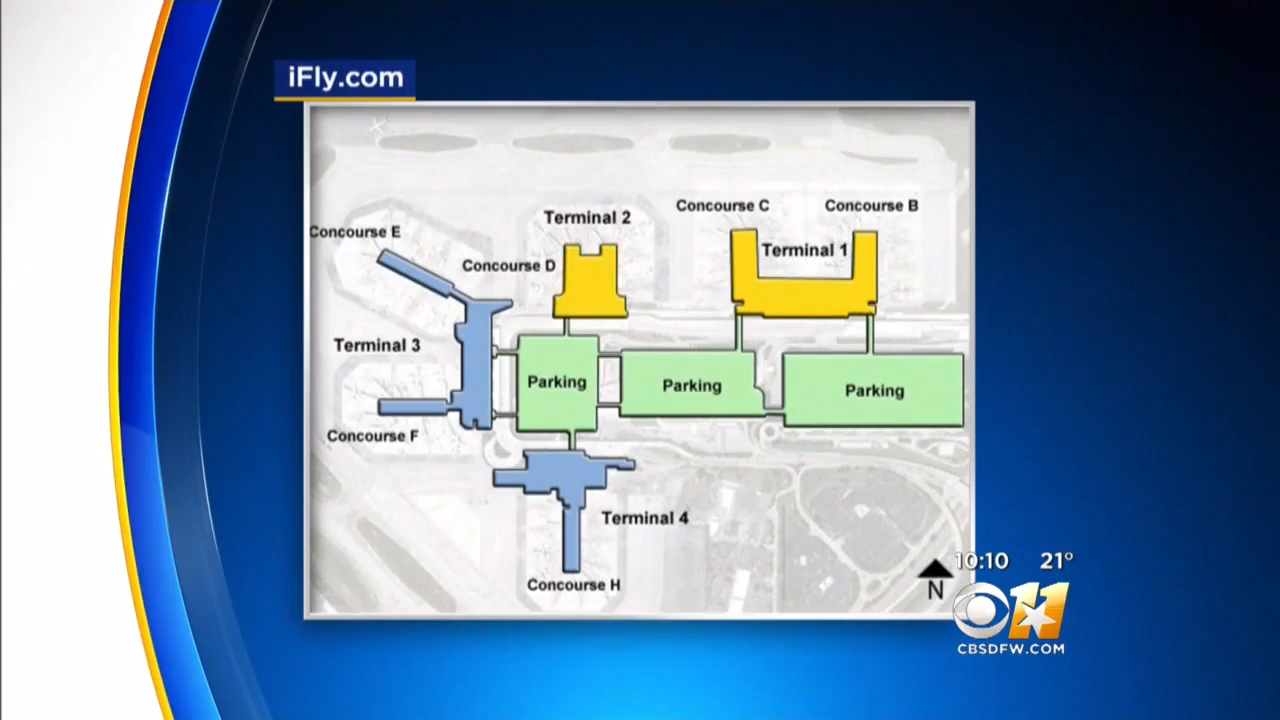 iFly.com
Concourse C
Concourse B
Terminal 2
Concourse E
Terminal 1
Concourse D
Terminal 3
Parking
Parking
Parking
Concourse F
Terminal 4
Concourse H
N
10:10 21°
11
CBSDFW.COM